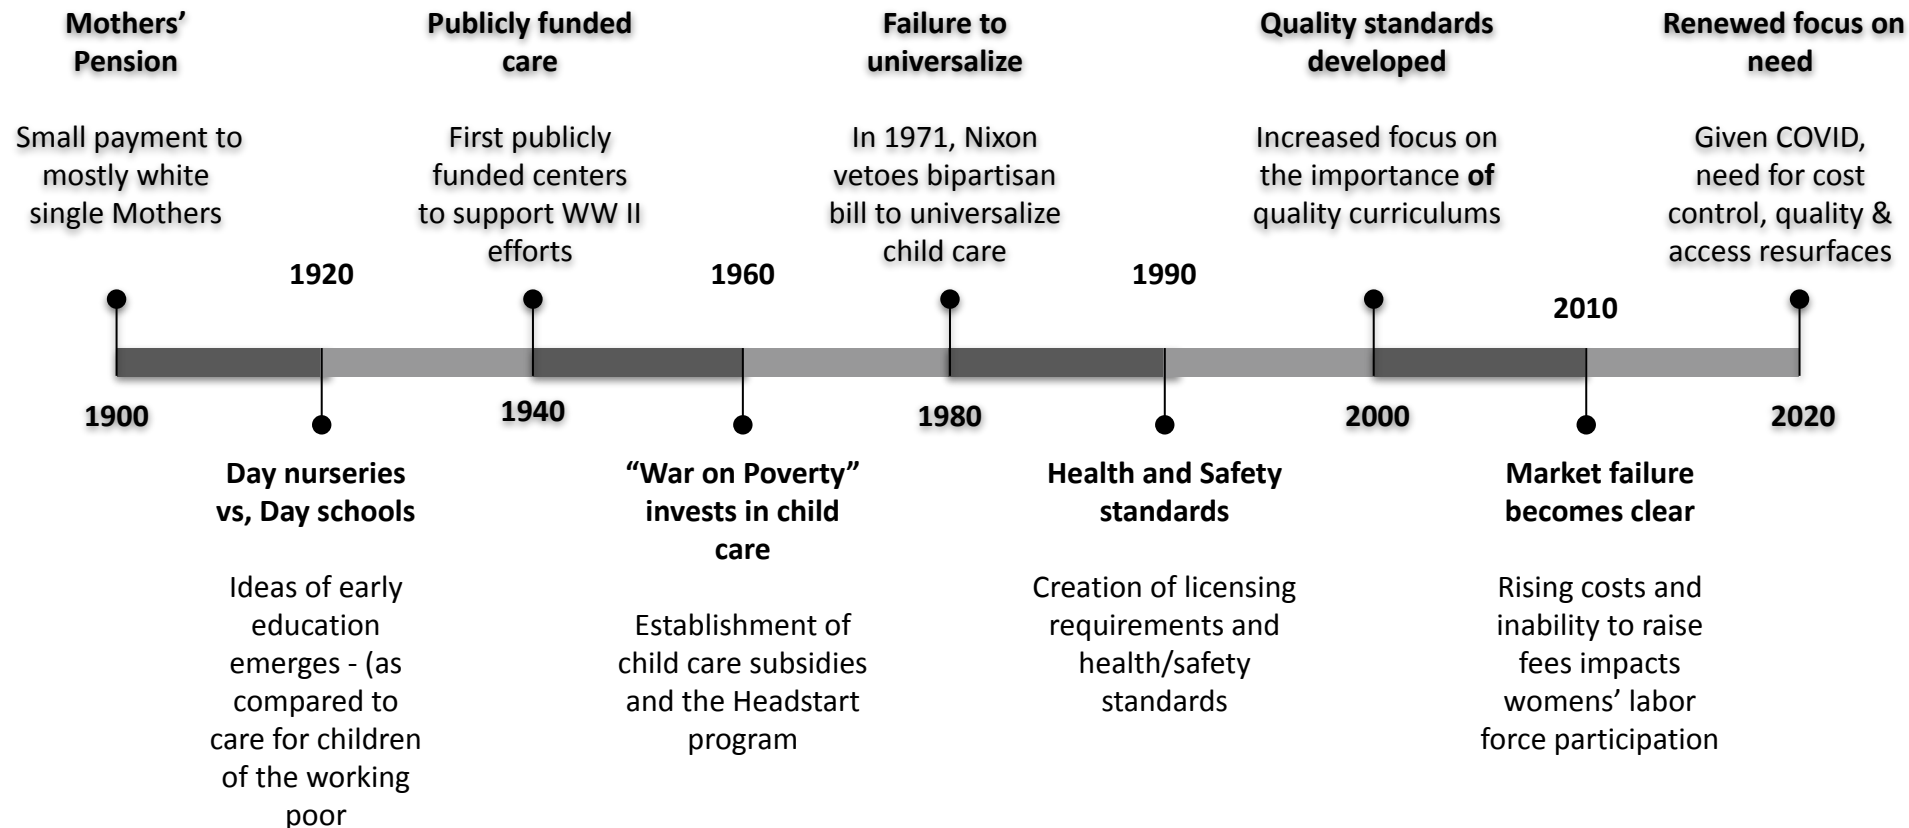 Mothers’
Pension
Small payment to
mostly white
single Mothers
Publicly funded
care
First publicly
funded centers
to support WW II
efforts
Failure to
universalize
In 1971, Nixon
vetoes bipartisan
bill to universalize
child care
Quality standards
developed
Increased focus on
the importance of
quality curriculums
Renewed focus on
need
Given COVID,
need for cost
control, quality &
access resurfaces
1920
1960
1990
2010
1900
1940
1980
2000
2020
Day nurseries
vs, Day schools
Ideas of early
education
emerges - (as
compared to
care for children
of the working
poor
“War on Poverty”
invests in child
care
Establishment of
child care subsidies
and the Headstart
program
Health and Safety
standards
Creation of licensing
requirements and
health/safety
standards
Market failure
becomes clear
Rising costs and
inability to raise
fees impacts
womens’ labor
force participation